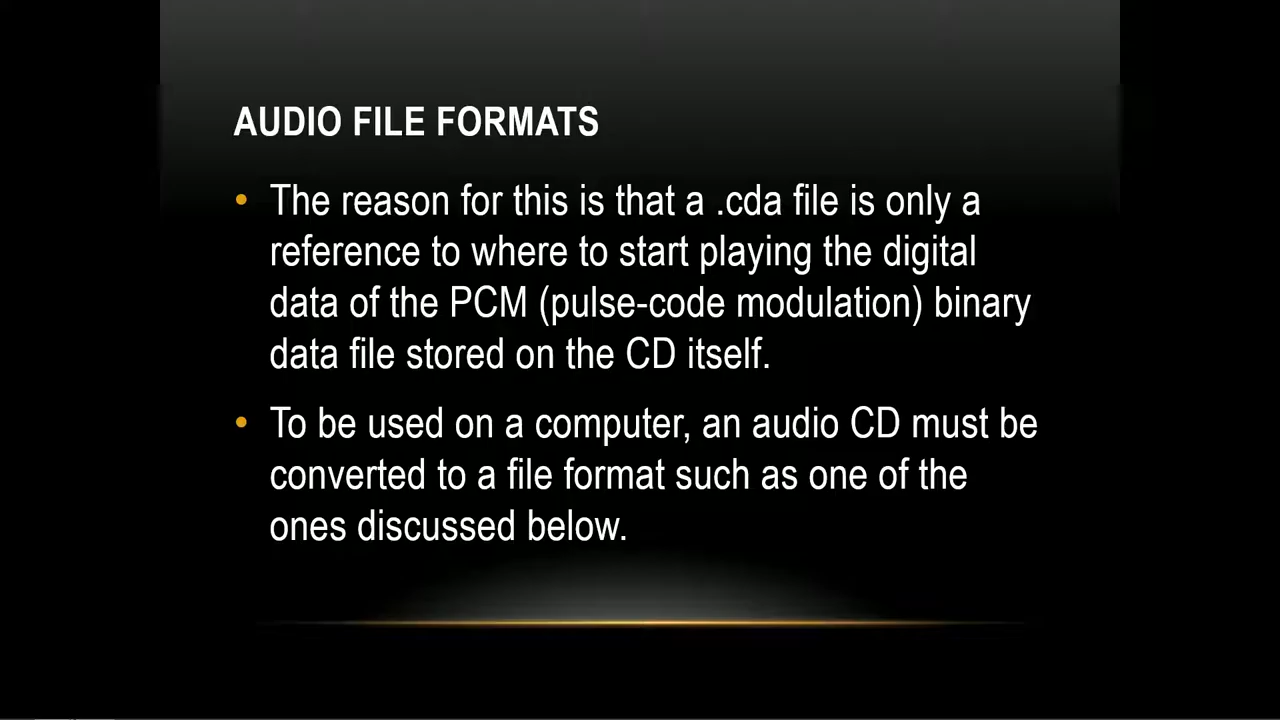 AUDIO FILE FORMATS
• The reason for this is that a .cda file is only a
reference to where to start playing the digital
data of the PCM (pulse-code modulation) binary
data file stored on the CD itself.
• To be used on a computer, an audio CD must be
converted to a file format such as one of the
ones discussed below.